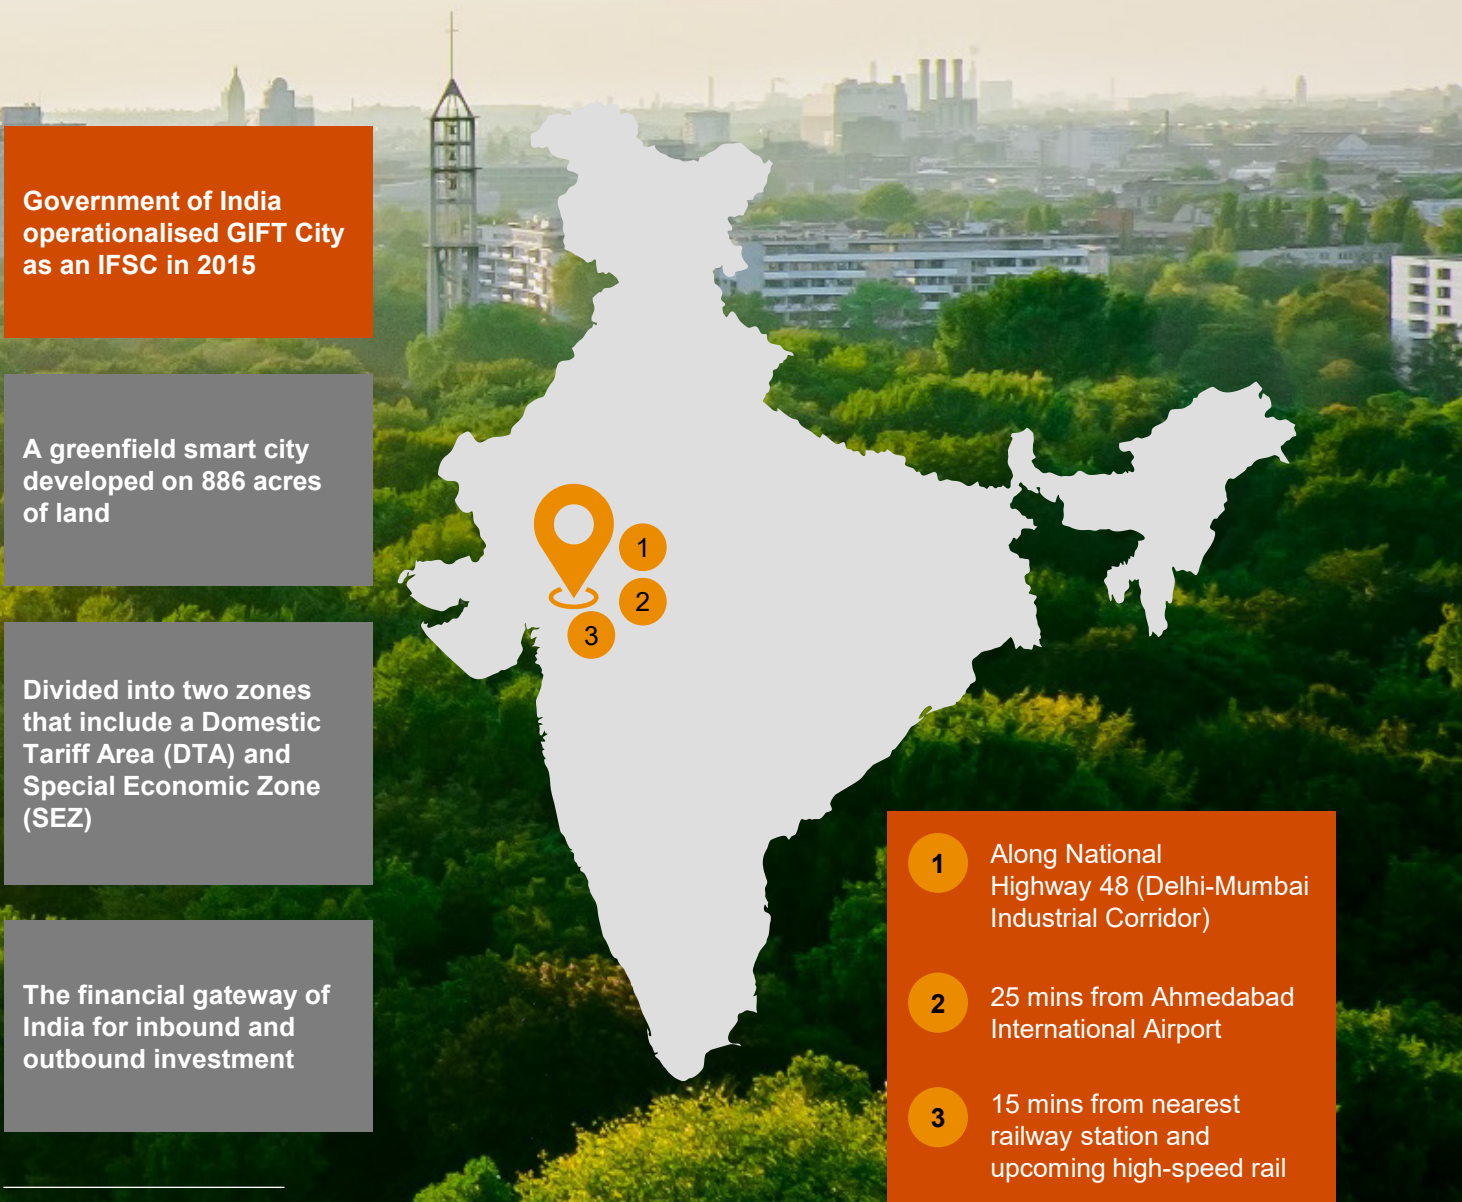 Government of India
operationalised GIFT City
as an IFSC in 2015
A greenfield smart city
developed on 886 acres
of land
Divided into two zones
that include a Domestic
Tariff Area (DTA) and
Special Economic Zone
(SEZ)
The financial gateway of
India for inbound and
outbound investment
1
2
3
1
Along National
Highway 48 (Delhi-Mumbai
Industrial Corridor)
2
25 mins from Ahmedabad
International Airport
3
15 mins from nearest
railway station and
upcoming high-speed rail